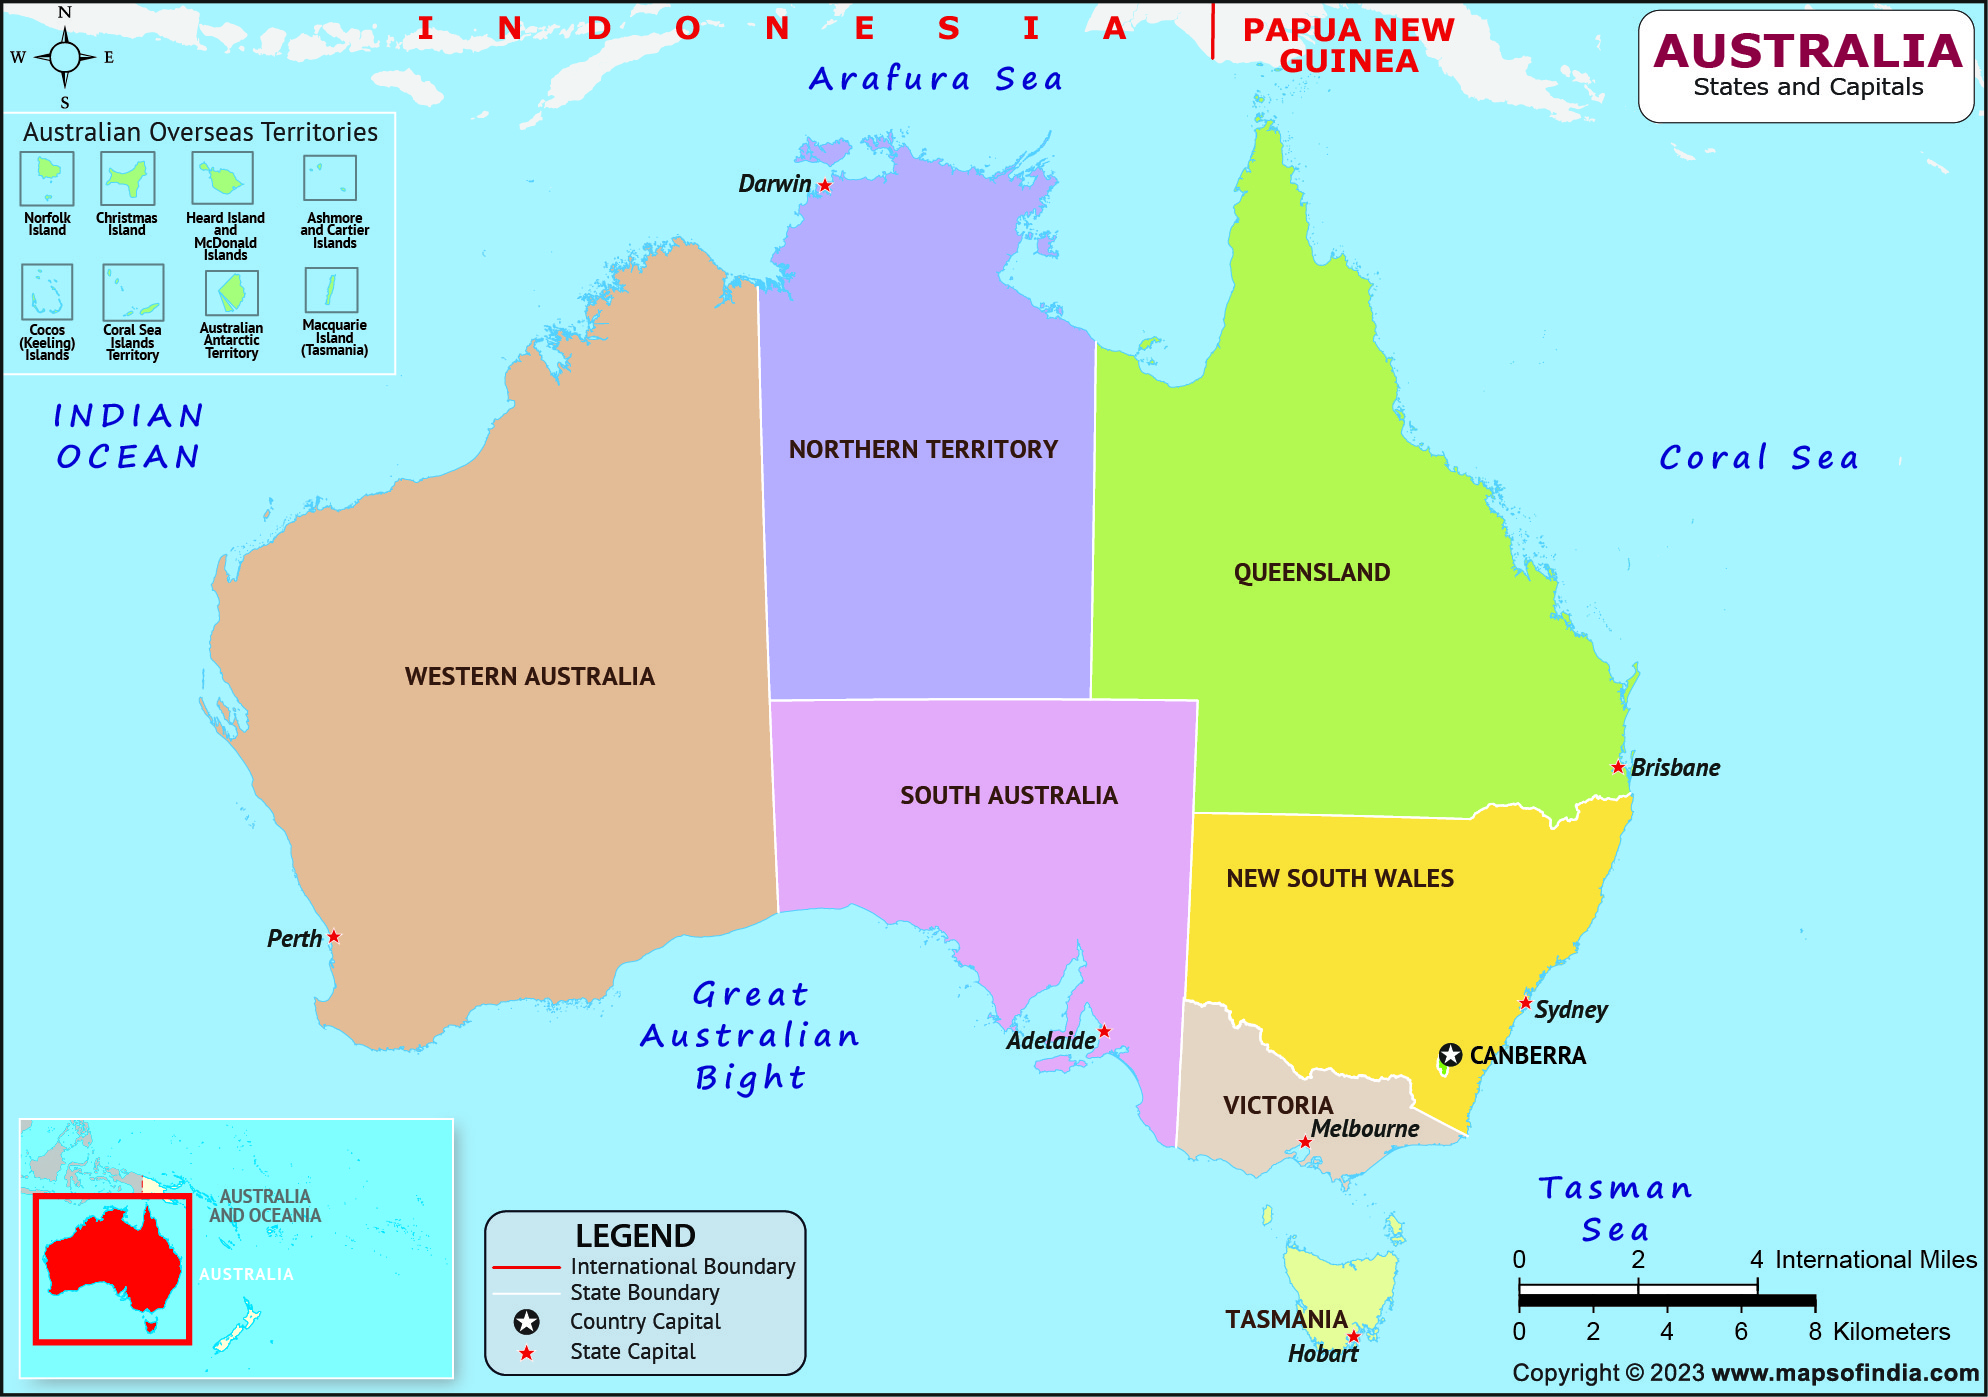 N
W E
S
I N D O N E S I A
PAPUA NEW
GUINEA
Arafura Sea
AUSTRALIA
States and Capitals
Australian Overseas Territories
Norfolk
Island
Christmas
Island
Heard Island
and
McDonald
Islands
Ashmore
and Cartier
Islands
Cocos
(Keeling)
Islands
Coral Sea
Islands
Territory
Australian
Antarctic
Territory
Macquarie
Island
(Tasmania)
Darwin
INDIAN
OCEAN
NORTHERN TERRITORY
Coral Sea
QUEENSLAND
WESTERN AUSTRALIA
Brisbane
SOUTH AUSTRALIA
NEW SOUTH WALES
Perth
Great
Australian
Bight
Sydney
Adelaide
CANBERRA
VICTORIA
Melbourne
Tasman
Sea
AUSTRALIA
AND OCEANIA
AUSTRALIA
LEGEND
International Boundary
State Boundary
Country Capital
State Capital
TASMANIA
Hobart
0 2 4 International Miles
0 2 4 6 8 Kilometers
Copyright © 2023 www.mapsofindia.com